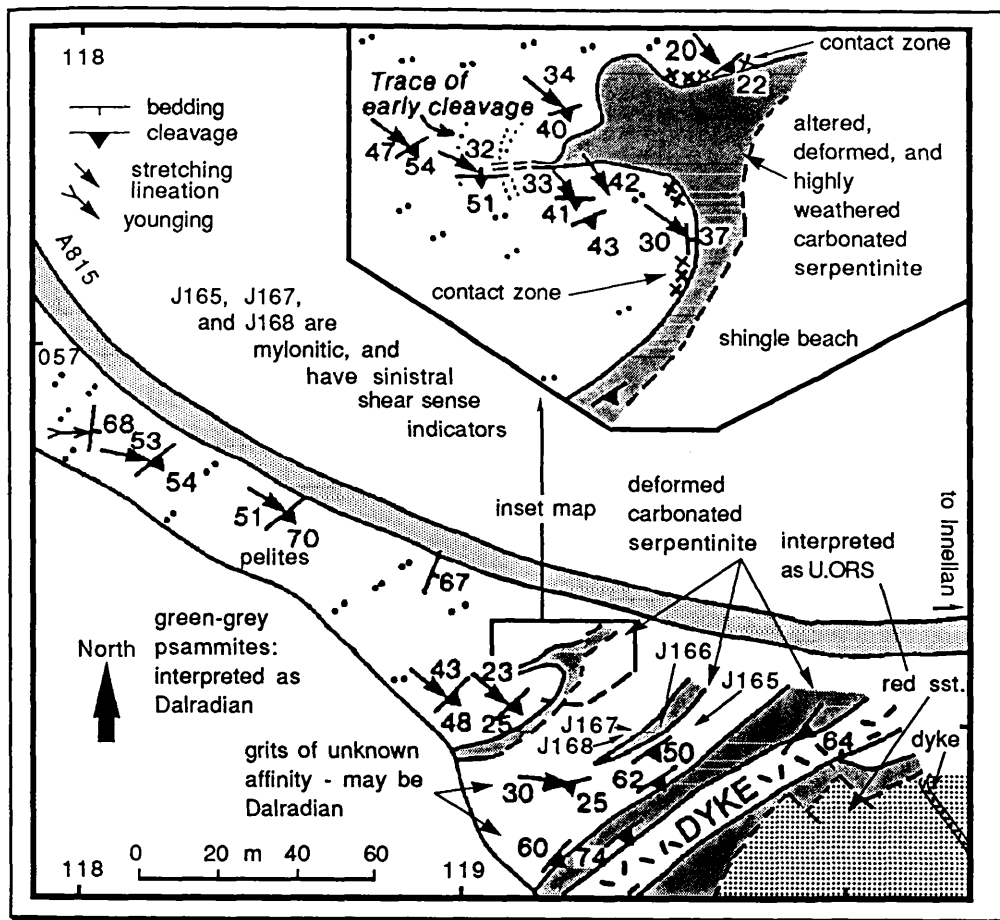 118
bedding
cleavage
stretching
lineation
younging
A815
057
J165, J167,
and J168 are
mylonitic, and
have sinistral
shear sense
indicators
Trace of
early cleavage
34
40
47
54
32
51
33
41
42
43
30
37
20
22
contact zone
contact zone
altered,
deformed, and
highly
weathered
carbonated
serpentinite
shingle beach
68
53
54
51
70
pelites
67
inset map
deformed
carbonated
serpentinite
interpreted
as U.ORS
to Innellan
North
green-grey
psammites:
interpreted as
Dalradian
43
48
23
25
J166
J165
J167
J168
red sst.
dyke
grits of unknown
affinity - may be
Dalradian
30
25
50
62
64
60
74
DYKE
0 20 m 40 60
118
119